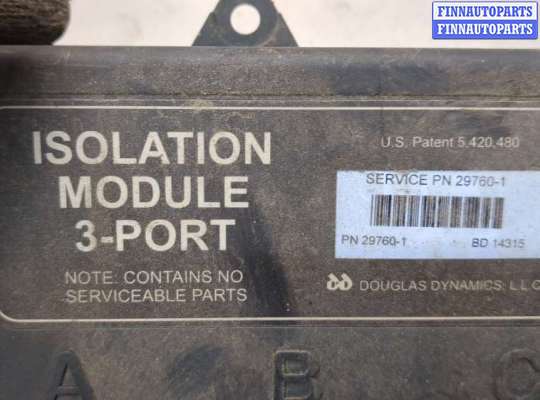 FINNAUTOPARTS
FINNAUTOPARTS
ISOLATION
MODULE
3-PORT
NOTE: CONTAINS NO
SERVICEABLE PARTS
U.S. Patent 5,420,480
SERVICE PN 29760-1
PN 29760-1 BD 14315
DOUGLAS DYNAMICS, L.L.C
A B C